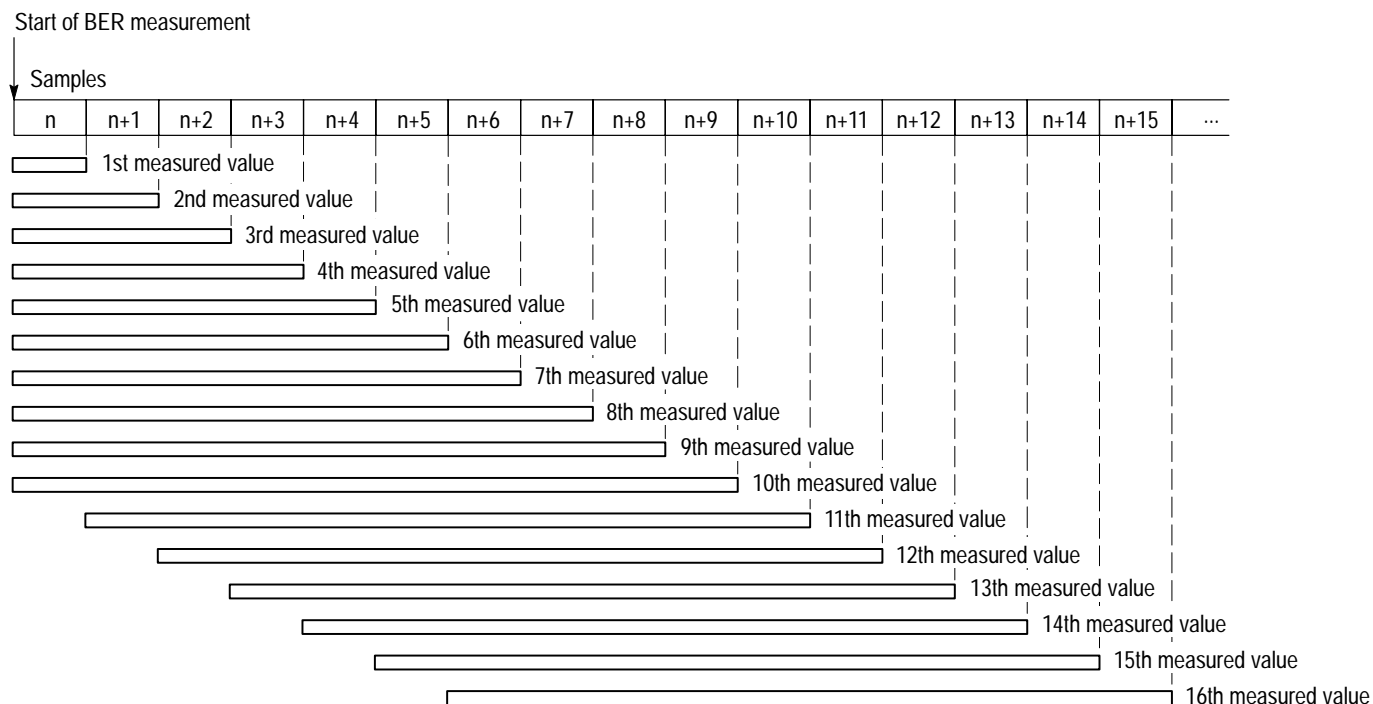 Start of BER measurement
Samples
n n+1 n+2 n+3 n+4 n+5 n+6 n+7 n+8 n+9 n+10 n+11 n+12 n+13 n+14 n+15 ...
1st measured value
2nd measured value
3rd measured value
4th measured value
5th measured value
6th measured value
7th measured value
8th measured value
9th measured value
10th measured value
11th measured value
12th measured value
13th measured value
14th measured value
15th measured value
16th measured value